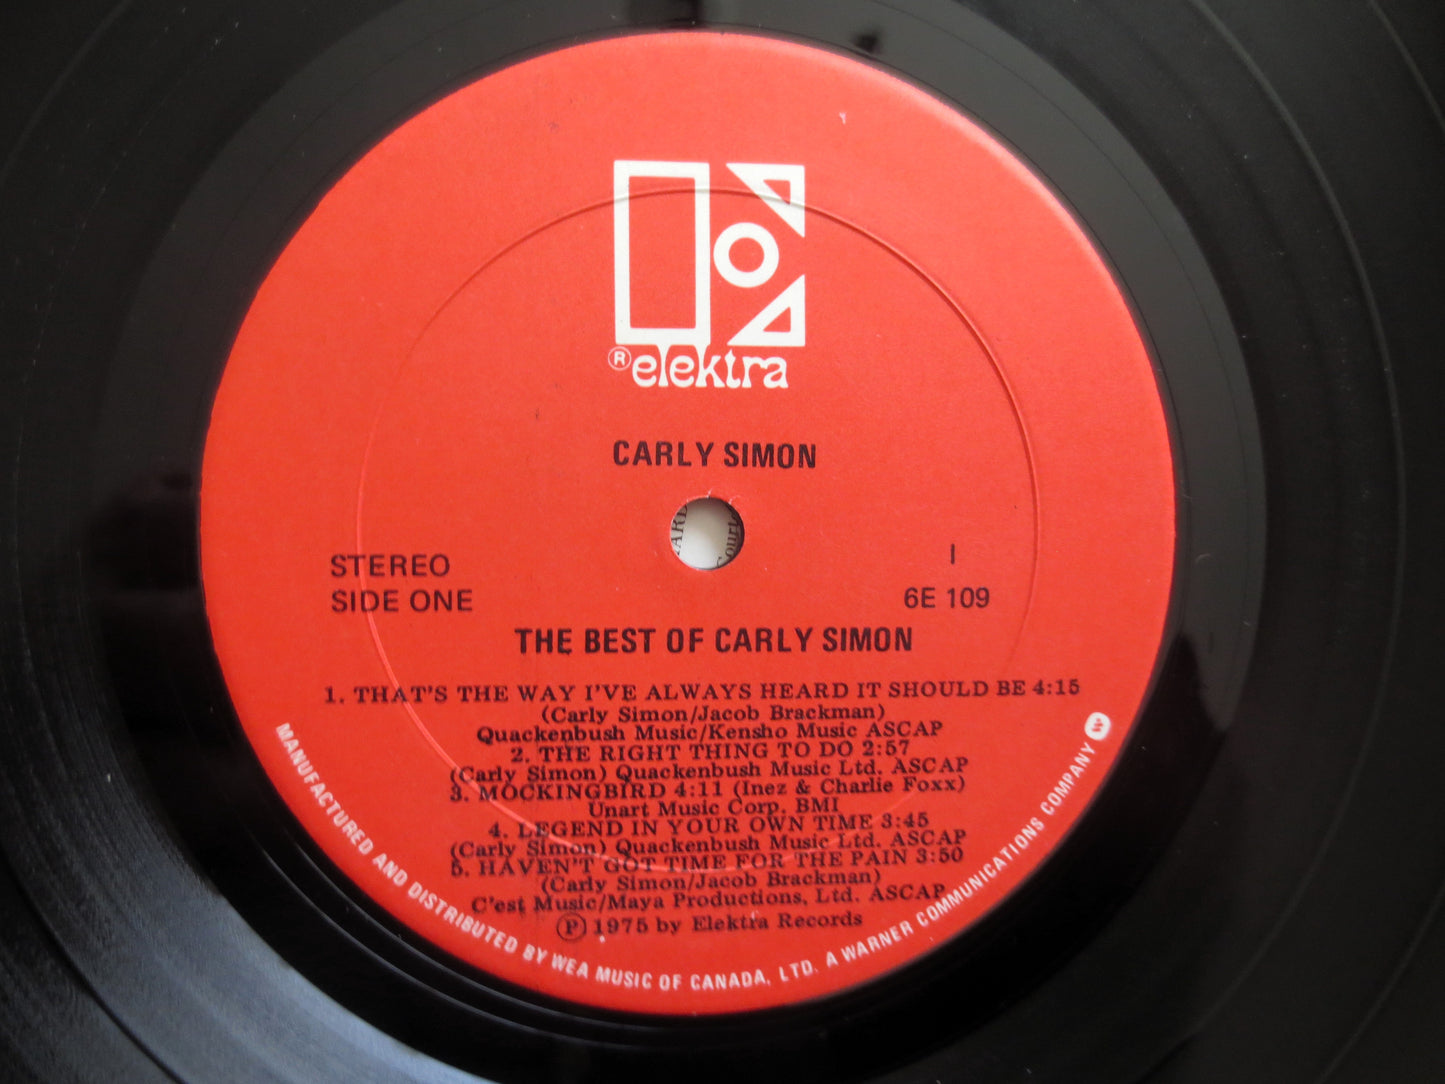 ® elektra
CARLY SIMON
ARD
Court
STEREO
I
SIDE ONE
6E 109
THE BEST OF CARLY SIMON
1. THAT'S THE WAY I'VE ALWAYS HEARD IT SHOULD BE 4:15
(Carly Simon/Jacob Brackman)
Quackenbush Music/Kensho Music ASCAP
2. THE RIGHT THING TO DO 2:57
(Carly Simon) Quackenbush Music Ltd. ASCAP
3. MOCKINGBIRD 4:11 (Inez & Charlie Foxx)
Unart Music Corp. BMI
4. LEGEND IN YOUR OWN TIME 3:45
(Carly Simon) Quackenbush Music Ltd. ASCAP
5. HAVEN'T GOT TIME FOR THE PAIN 3:50
(Carly Simon/Jacob Brackman)
C'est Music/Maya Productions, Ltd. ASCAP
Ⓟ 1975 by Elektra Records
MANUFACTURED AND DISTRIBUTED BY WEA MUSIC OF CANADA, LTD. A WARNER COMMUNICATIONS COMPANY